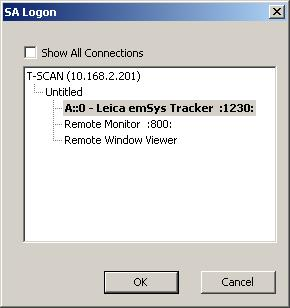 SA Logon
Show All Connections
T-SCAN (10.168.2.201)
Untitled
A::0 - Leica emSys Tracker :1230:
Remote Monitor :800:
Remote Window Viewer
OK
Cancel